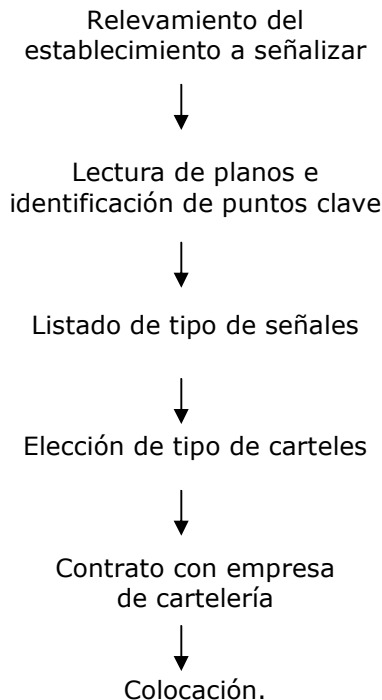 Relevamiento del
establecimiento a señalizar
Lectura de planos e
identificación de puntos clave
Listado de tipo de señales
Elección de tipo de carteles
Contrato con empresa
de cartelería
Colocación.